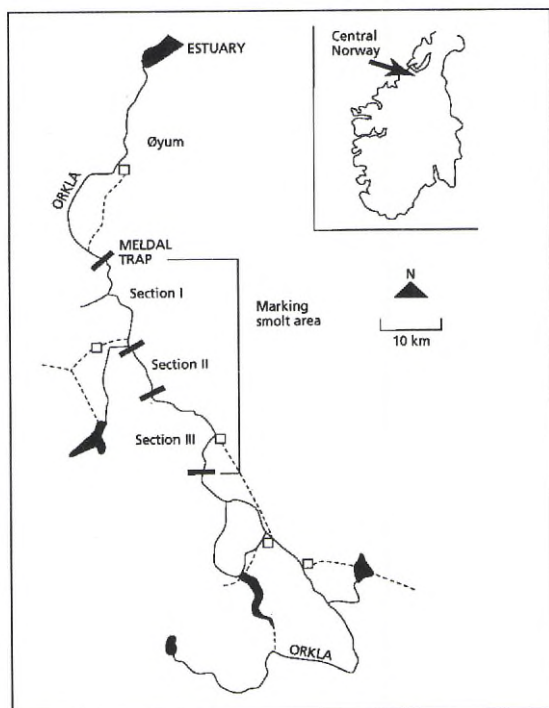 ESTUARY
Central
Norway
Øyum
ORKLA
MELDAL
TRAP
Section I
Marking
smolt area
N
10 km
Section II
Section III
ORKLA